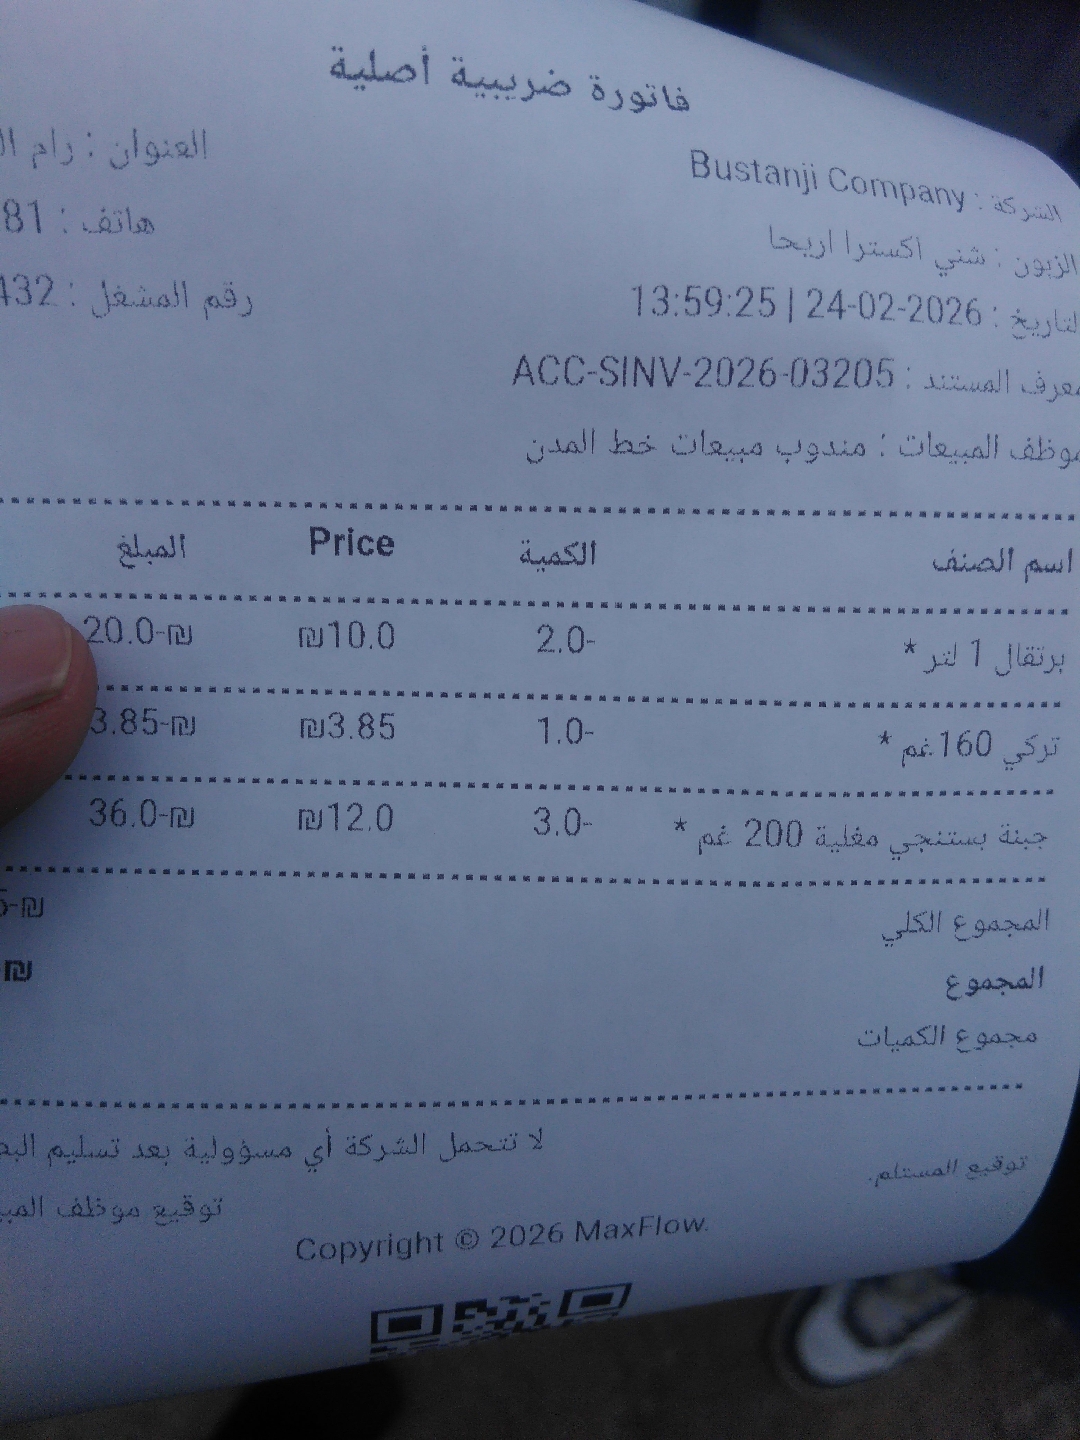 فاتورة ضريبية أصلية
الشركة : Bustanji Company
العنوان : رام
الزبون : شني اكسترا اريحا
هاتف : 81
التاريخ : 24-02-2026 | 13:59:25
رقم المشغل : 432
معرف المستند : ACC-SINV-2026-03205
موظف المبيعات : مندوب مبيعات خط المدن
اسم الصنف الكمية Price المبلغ
برتقال 1 لتر * 2.0- ₪10.0 20.0-₪
تركي 160غم * 1.0- ₪3.85 3.85-₪
جبنة بستنجي مغلية 200 غم * 3.0- ₪12.0 36.0-₪
المجموع الكلي ₪
المجموع ₪
مجموع الكميات
لا تتحمل الشركة أي مسؤولية بعد تسليم
توقيع المستلم.
توقيع موظف
Copyright © 2026 MaxFlow.